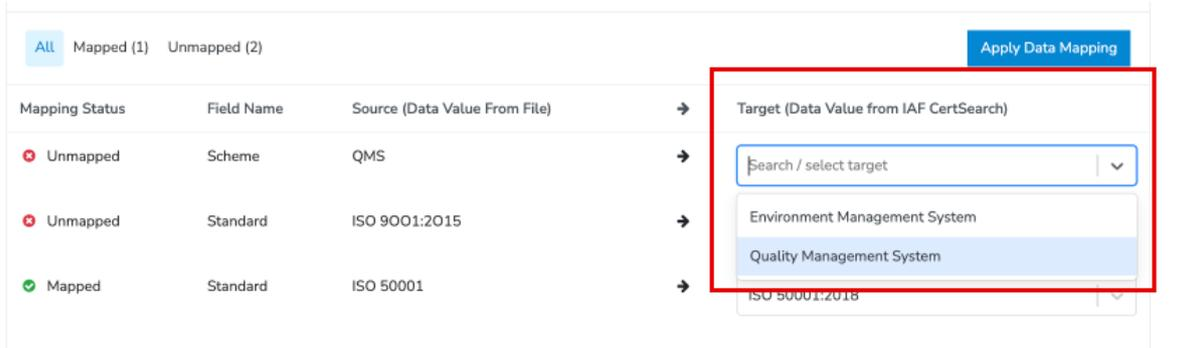 All Mapped (1) Unmapped (2) Apply Data Mapping
Mapping Status Field Name Source (Data Value From File) → Target (Data Value from IAF CertSearch)
Unmapped Scheme QMS → Search / select target
Environment Management System
Unmapped Standard ISO 9OO1:2O15 →
Quality Management System
Mapped Standard ISO 50001 → ISO 50001:2018